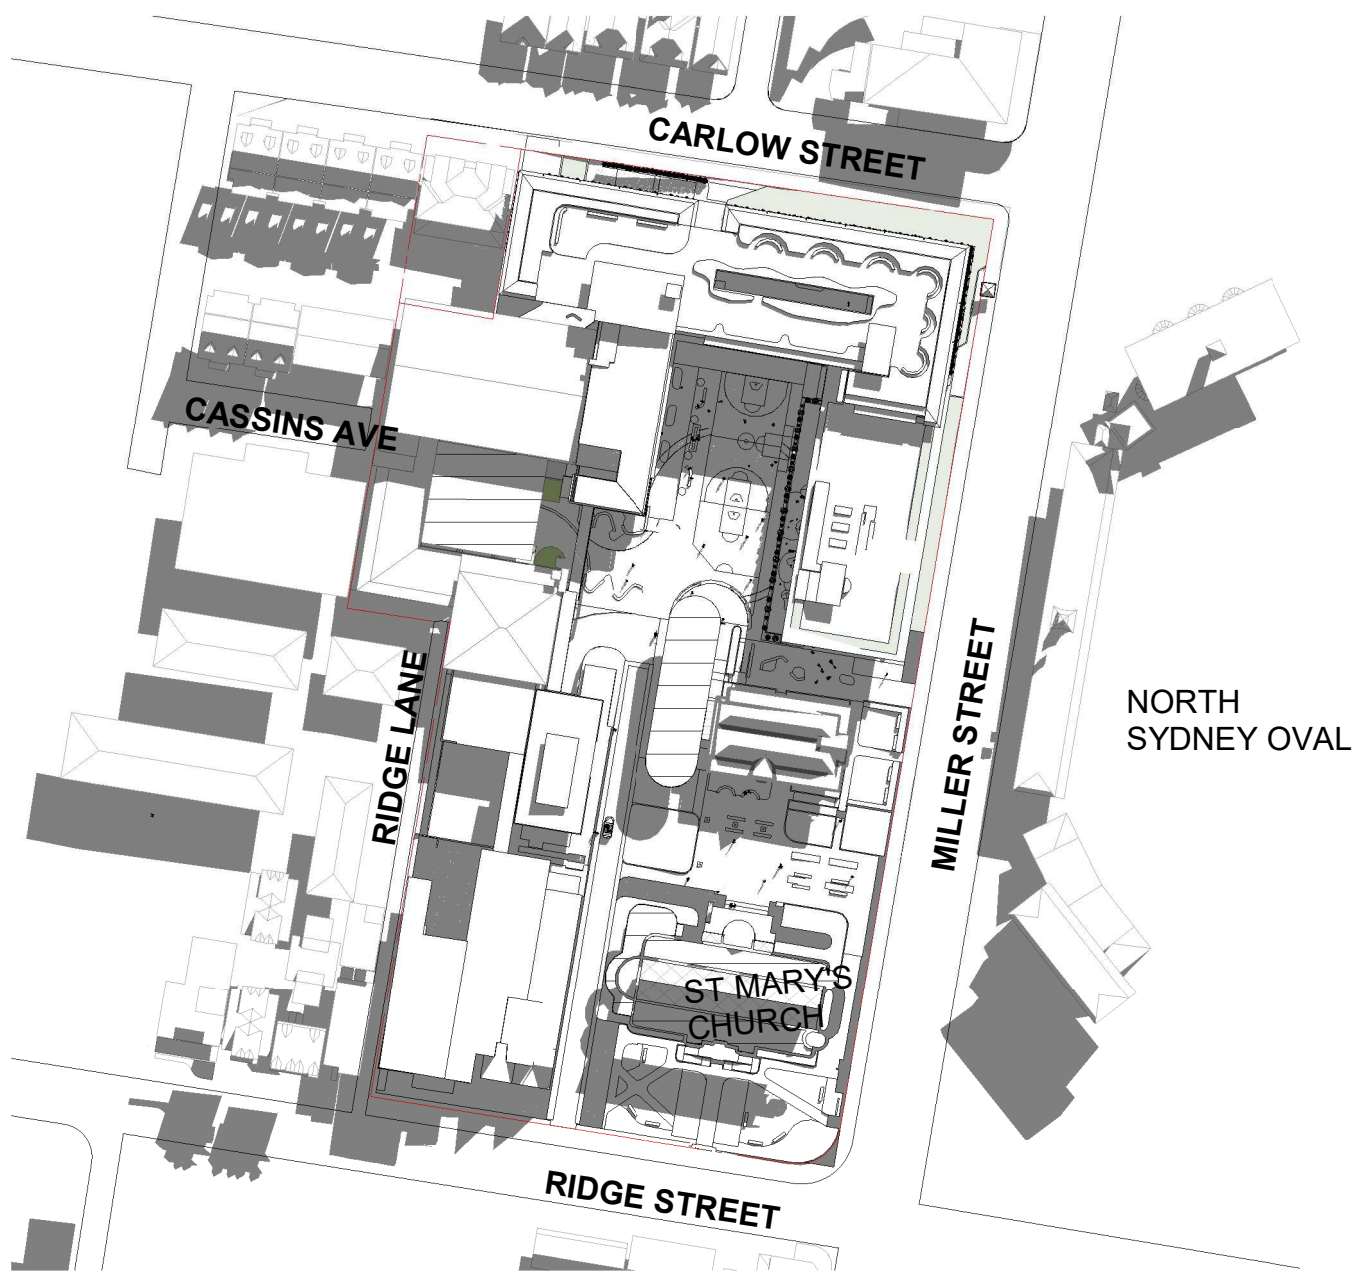 CARLOW STREET
CASSINS AVE
RIDGE LANE
MILLER STREET
NORTH
SYDNEY OVAL
ST MARY'S
CHURCH
RIDGE STREET